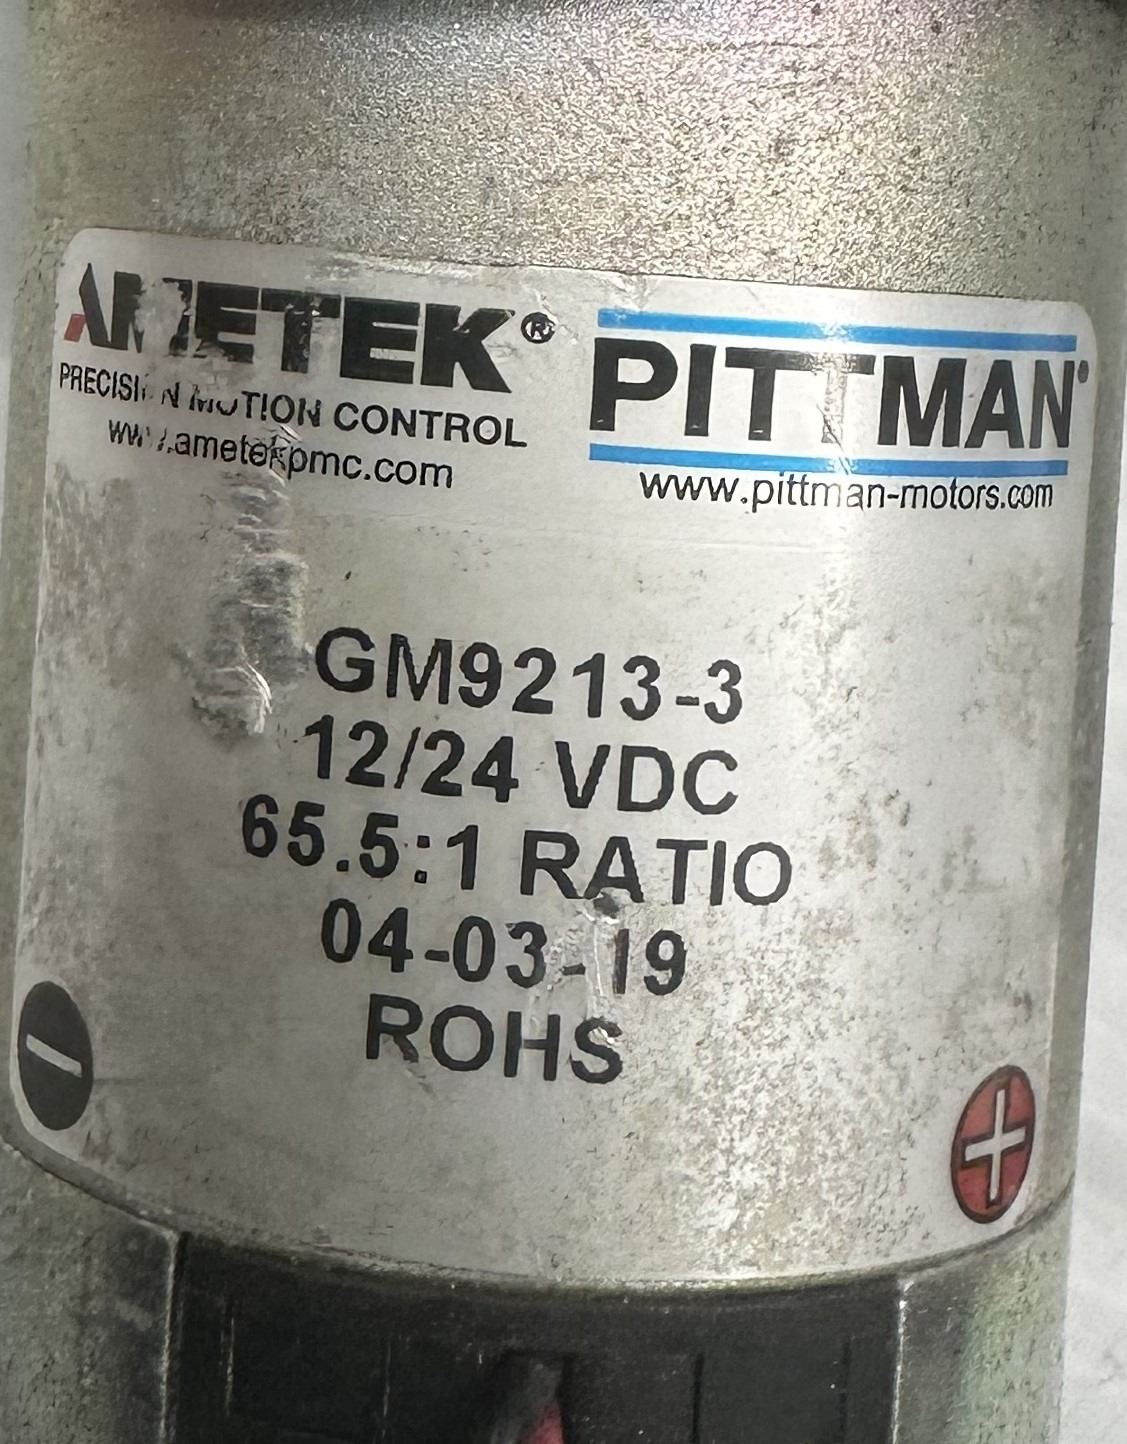 AMETEK®
PRECISION MOTION CONTROL
www.ametekpmc.com
PITTMAN®
www.pittman-motors.com
GM9213-3
12/24 VDC
65.5:1 RATIO
04-03-19
ROHS